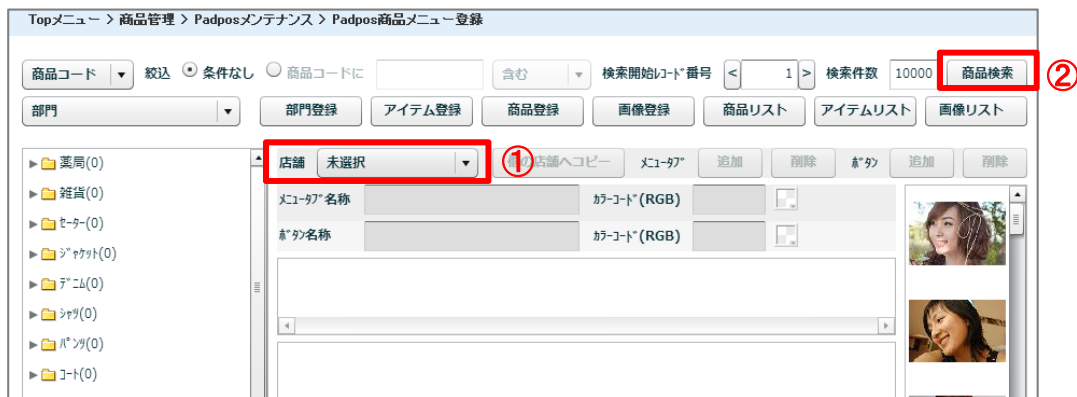 Topメニュー > 商品管理 > Padposメンテナンス > Padpos商品メニュー登録
商品コード ▼ 絞込 条件なし 商品コードに 含む ▼ 検索開始ﾚｺｰﾄﾞ番号 < 1 > 検索件数 10000 商品検索 ②
部門 ▼ 部門登録 アイテム登録 商品登録 画像登録 商品リスト アイテムリスト 画像リスト
店舗 未選択 ▼ ① の店舗へコピー ﾒﾆｭｰﾀﾌﾞ 追加 削除 ﾎﾞﾀﾝ 追加 削除
薬局(0)
雑貨(0)
ｾｰﾀｰ(0)
ｼﾞｬｹｯﾄ(0)
ﾃﾞﾆﾑ(0)
ｼｬﾂ(0)
ﾊﾟﾝﾂ(0)
ｺｰﾄ(0)
ﾒﾆｭｰﾀﾌﾞ名称 ｶﾗｰｺｰﾄﾞ(RGB)
ﾎﾞﾀﾝ名称 ｶﾗｰｺｰﾄﾞ(RGB)